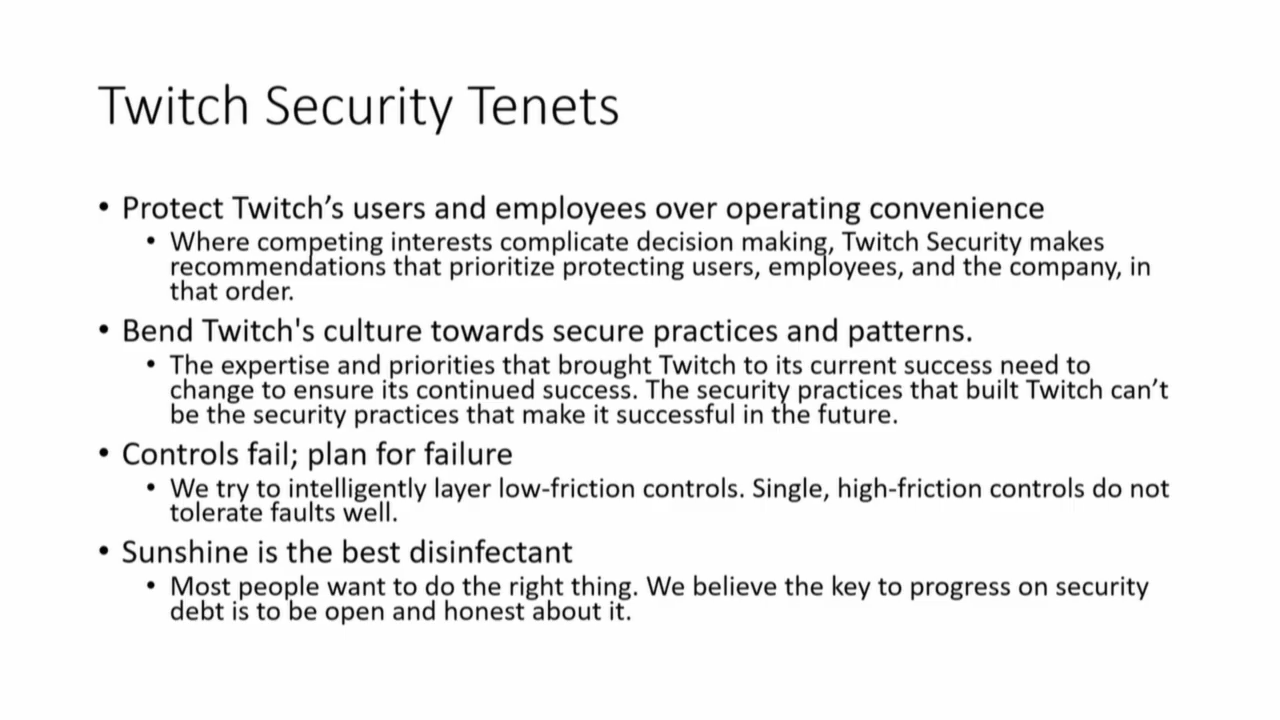 Twitch Security Tenets
• Protect Twitch’s users and employees over operating convenience
• Where competing interests complicate decision making, Twitch Security makes
recommendations that prioritize protecting users, employees, and the company, in
that order.
• Bend Twitch's culture towards secure practices and patterns.
• The expertise and priorities that brought Twitch to its current success need to
change to ensure its continued success. The security practices that built Twitch can’t
be the security practices that make it successful in the future.
• Controls fail; plan for failure
• We try to intelligently layer low-friction controls. Single, high-friction controls do not
tolerate faults well.
• Sunshine is the best disinfectant
• Most people want to do the right thing. We believe the key to progress on security
debt is to be open and honest about it.